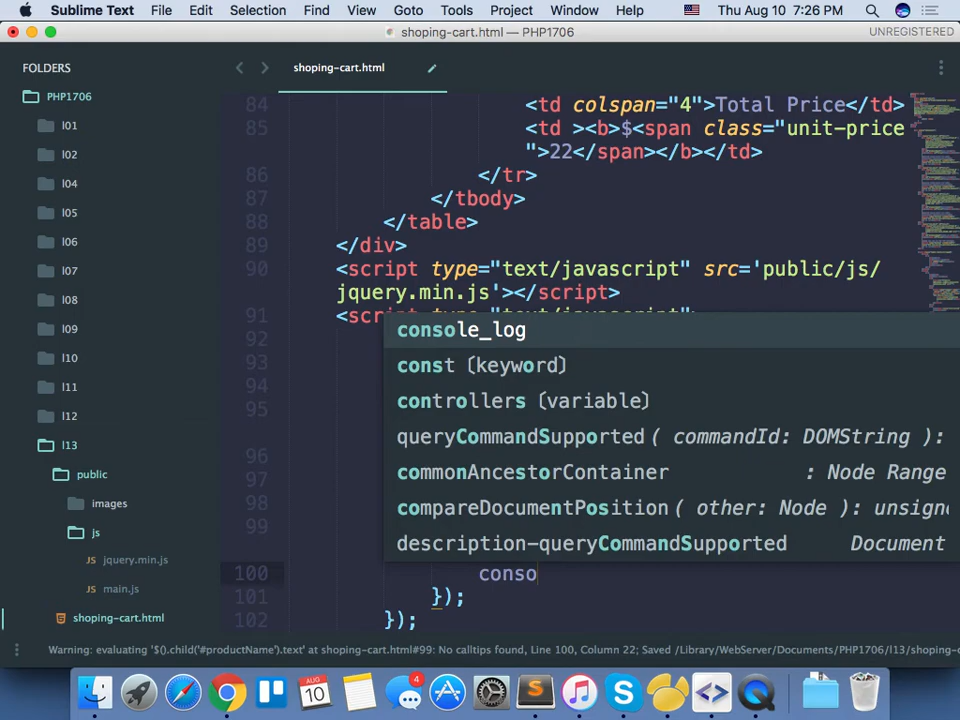 Sublime Text File Edit Selection Find View Goto Tools Project Window Help Thu Aug 10 7:26 PM
shoping-cart.html — PHP1706 UNREGISTERED
FOLDERS
PHP1706
l01
l02
l04
l05
l06
l07
l08
l09
l10
l11
l12
l13
public
images
js
jquery.min.js
main.js
shoping-cart.html
shoping-cart.html
84 <td colspan="4">Total Price</td>
85 <td ><b>$<span class="unit-price
">22</span></b></td>
86 </tr>
87 </tbody>
88 </table>
89 </div>
90 <script type="text/javascript" src='public/js/
jquery.min.js'></script>
91 <script type="text/javascript">
92
93
94
95
96
97
98
99
console_log
const (keyword)
controllers (variable)
queryCommandSupported( commandId: DOMString ):
commonAncestorContainer : Node Range
compareDocumentPosition( other: Node ): unsign
description-queryCommandSupported Document
100 conso
101 });
102 });
Warning: evaluating '$().child('#productName').text' at shoping-cart.html#99: No calltips found, Line 100, Column 22; Saved /Library/WebServer/Documents/PHP1706/l13/shoping-c
4
AUG
10